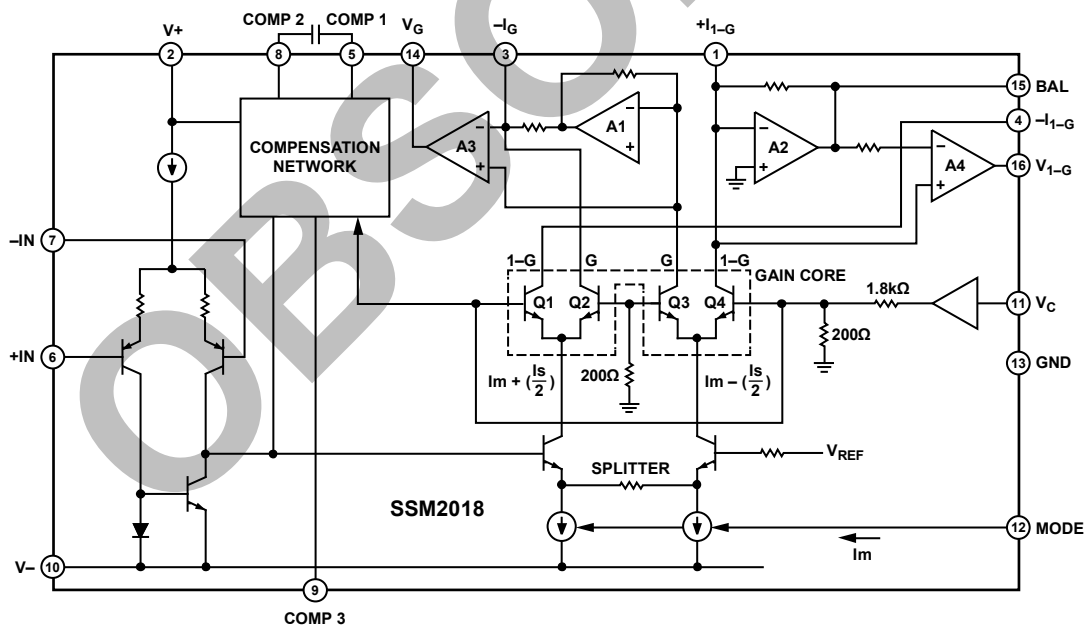 COMP 2 COMP 1
V+ VG –IG +I1–G
2 8 5 14 3 1
15 BAL
4 –I1–G
16 V1–G
COMPENSATION
NETWORK
A3
A1
A2
A4
–
+
–
+
–
+
–
+
–IN
7
1–G G G 1–G
GAIN CORE
Q1 Q2 Q3 Q4
1.8kΩ
11 VC
200Ω
+IN
6
13 GND
Im + (Is/2)
200Ω
Im – (Is/2)
VREF
SPLITTER
SSM2018
12 MODE
Im
V–
10
9
COMP 3
OBSO